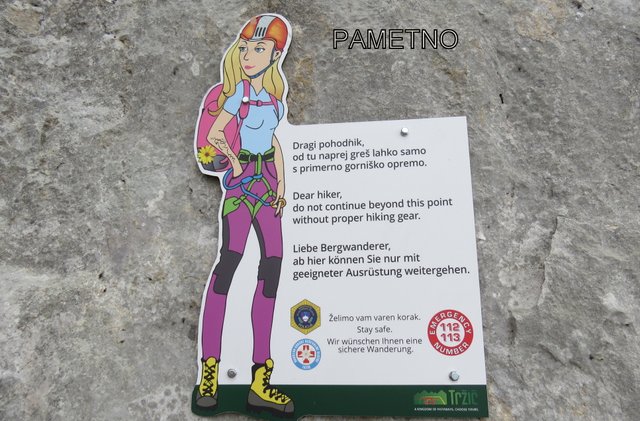 PAMETNO
Dragi pohodnik,
od tu naprej greš lahko samo
s primerno gorniško opremo.
Dear hiker,
do not continue beyond this point
without proper hiking gear.
Liebe Bergwanderer,
ab hier können Sie nur mit
geeigneter Ausrüstung weitergehen.
Želimo vam varen korak.
Stay safe.
Wir wünschen Ihnen eine
sichere Wanderung.
EMERGENCY
112
113
NUMBER
Tržič